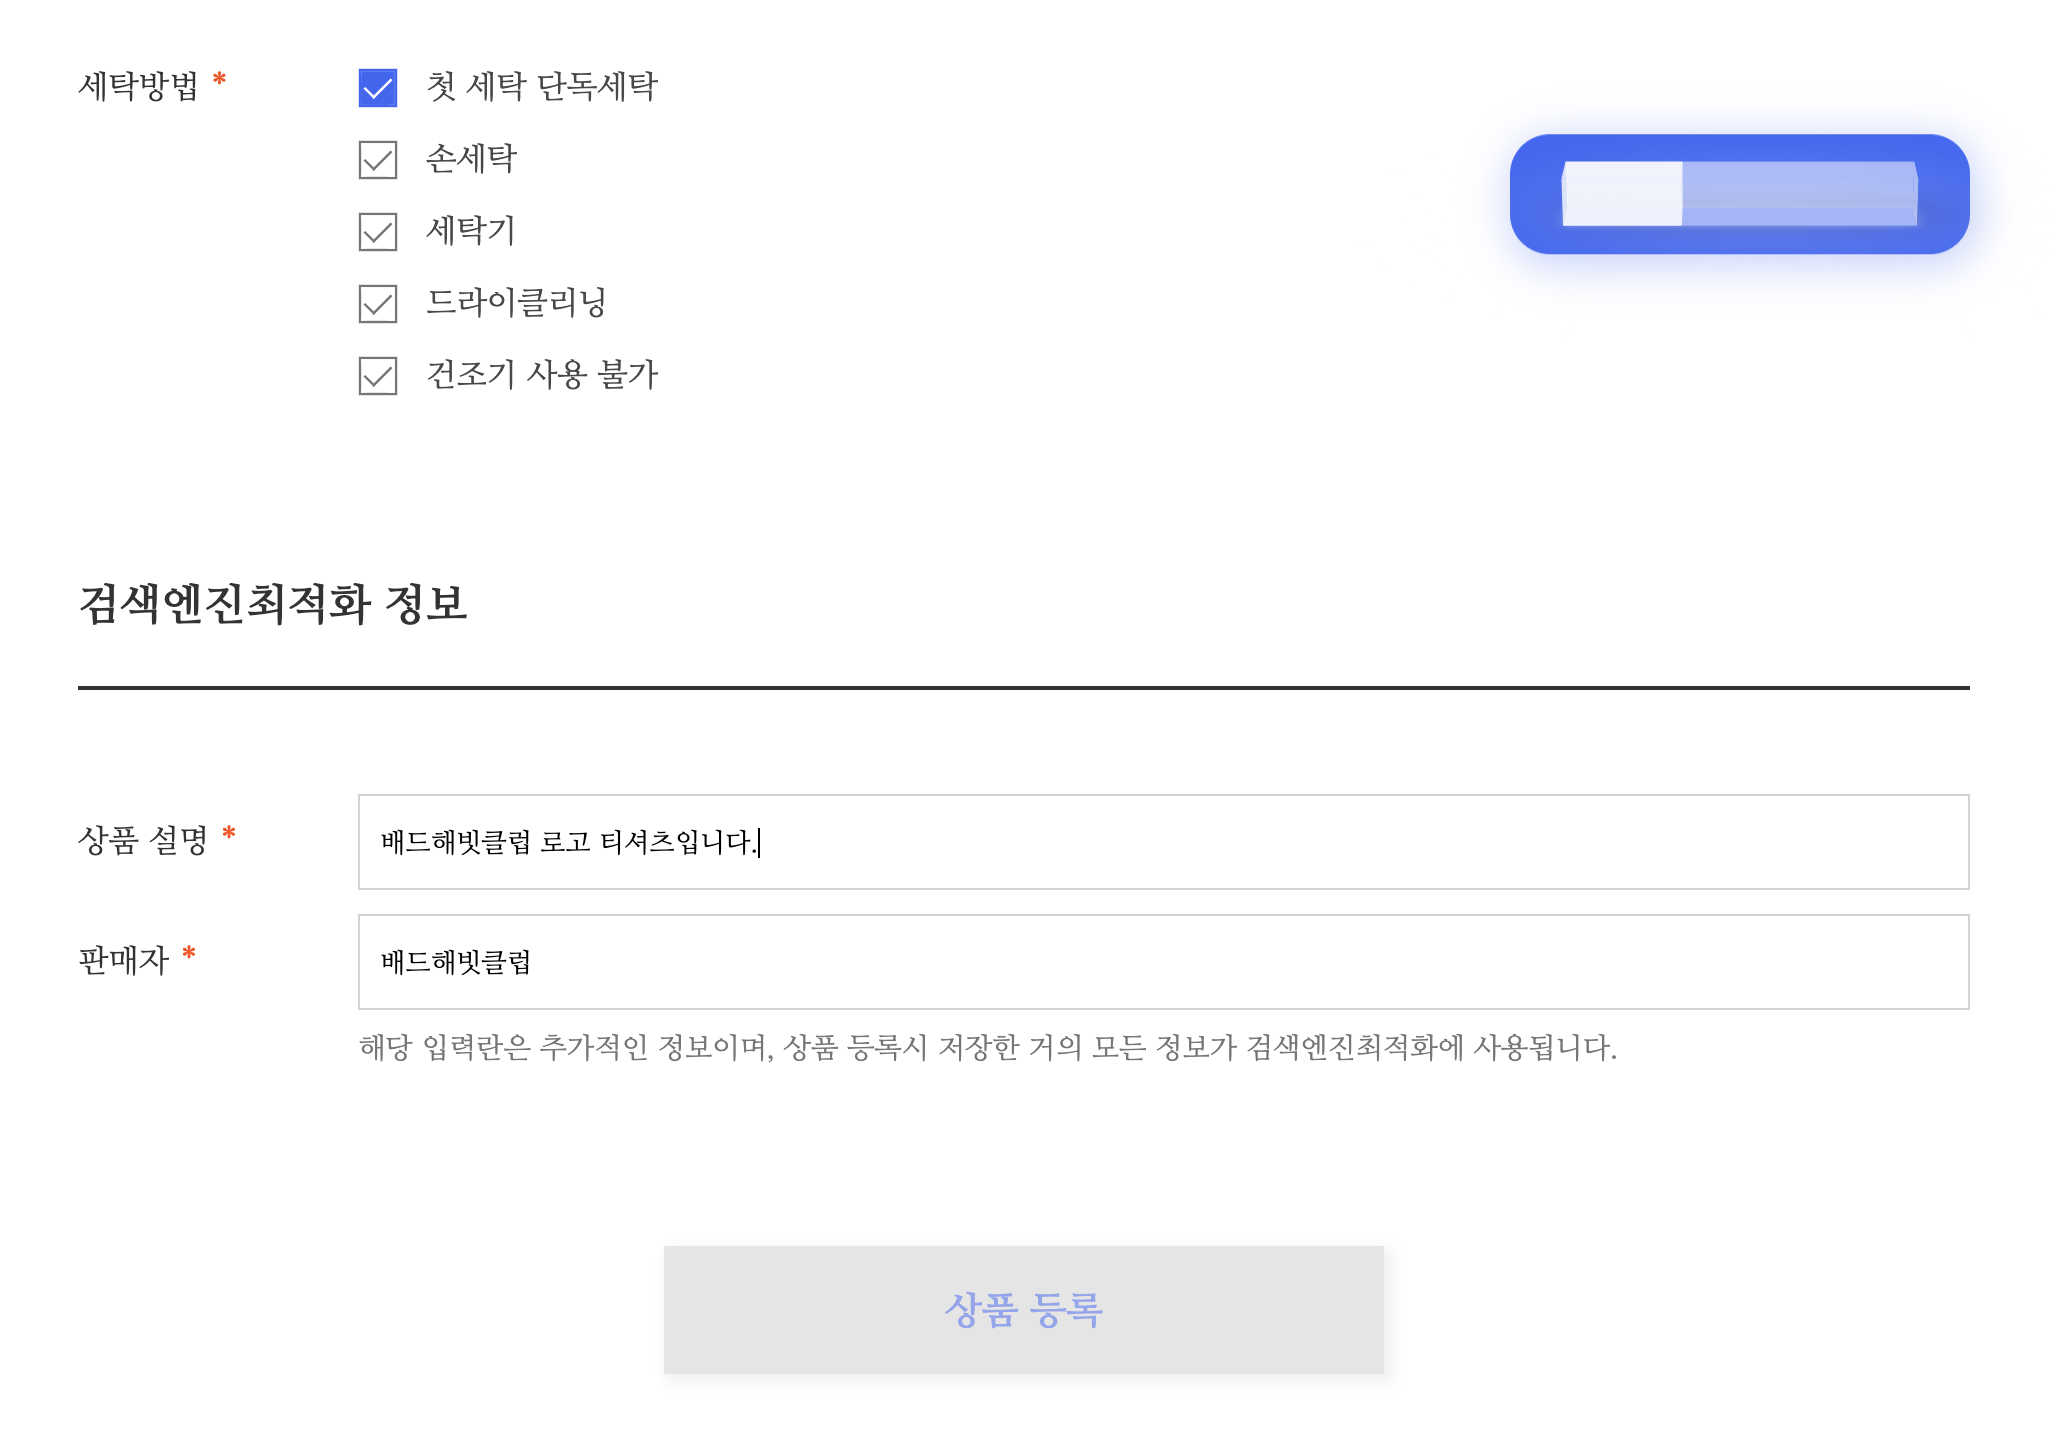 세탁방법 *
첫 세탁 단독세탁
손세탁
세탁기
드라이클리닝
건조기 사용 불가
검색엔진최적화 정보
상품 설명 *
배드해빗클럽 로고 티셔츠입니다.
판매자 *
배드해빗클럽
해당 입력란은 추가적인 정보이며, 상품 등록시 저장한 거의 모든 정보가 검색엔진최적화에 사용됩니다.
상품 등록